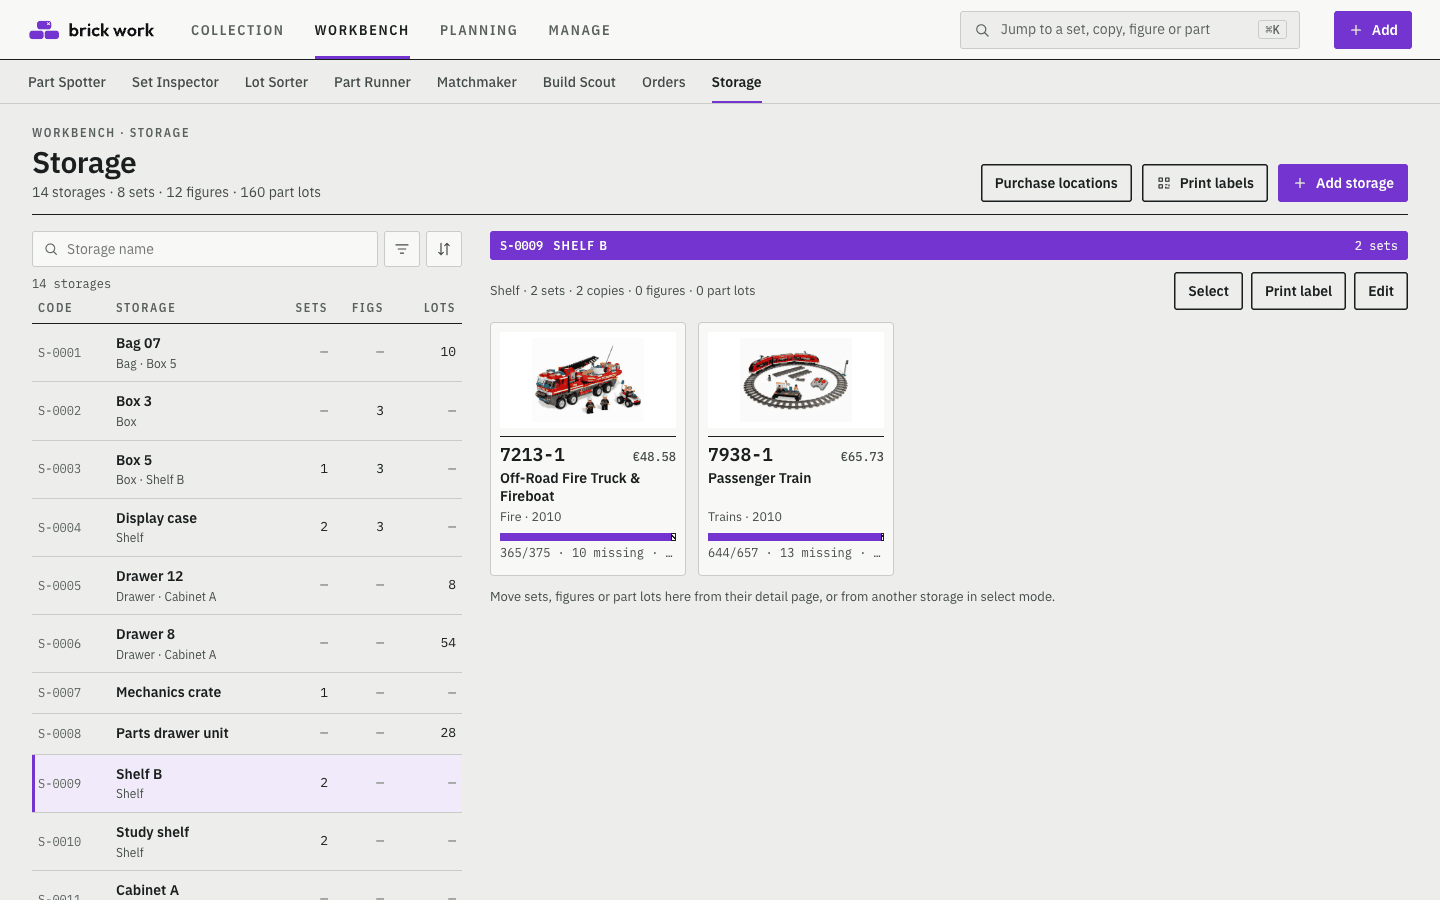 brick work
COLLECTION
WORKBENCH
PLANNING
MANAGE
Jump to a set, copy, figure or part
⌘K
+ Add
Part Spotter
Set Inspector
Lot Sorter
Part Runner
Matchmaker
Build Scout
Orders
Storage
WORKBENCH · STORAGE
Storage
14 storages · 8 sets · 12 figures · 160 part lots
Purchase locations
Print labels
+ Add storage
Storage name
14 storages
CODE STORAGE SETS FIGS LOTS
S-0001 Bag 07 — — 10
Bag · Box 5
S-0002 Box 3 — 3 —
Box
S-0003 Box 5 1 3 —
Box · Shelf B
S-0004 Display case 2 3 —
Shelf
S-0005 Drawer 12 — — 8
Drawer · Cabinet A
S-0006 Drawer 8 — — 54
Drawer · Cabinet A
S-0007 Mechanics crate 1 — —
S-0008 Parts drawer unit — — 28
S-0009 Shelf B 2 — —
Shelf
S-0010 Study shelf 2 — —
Shelf
S-0011 Cabinet A — — —
S-0009 SHELF B 2 sets
Shelf · 2 sets · 2 copies · 0 figures · 0 part lots
Select
Print label
Edit
7213-1 €48.58
Off-Road Fire Truck &
Fireboat
Fire · 2010
365/375 · 10 missing · …
7938-1 €65.73
Passenger Train
Trains · 2010
644/657 · 13 missing · …
Move sets, figures or part lots here from their detail page, or from another storage in select mode.